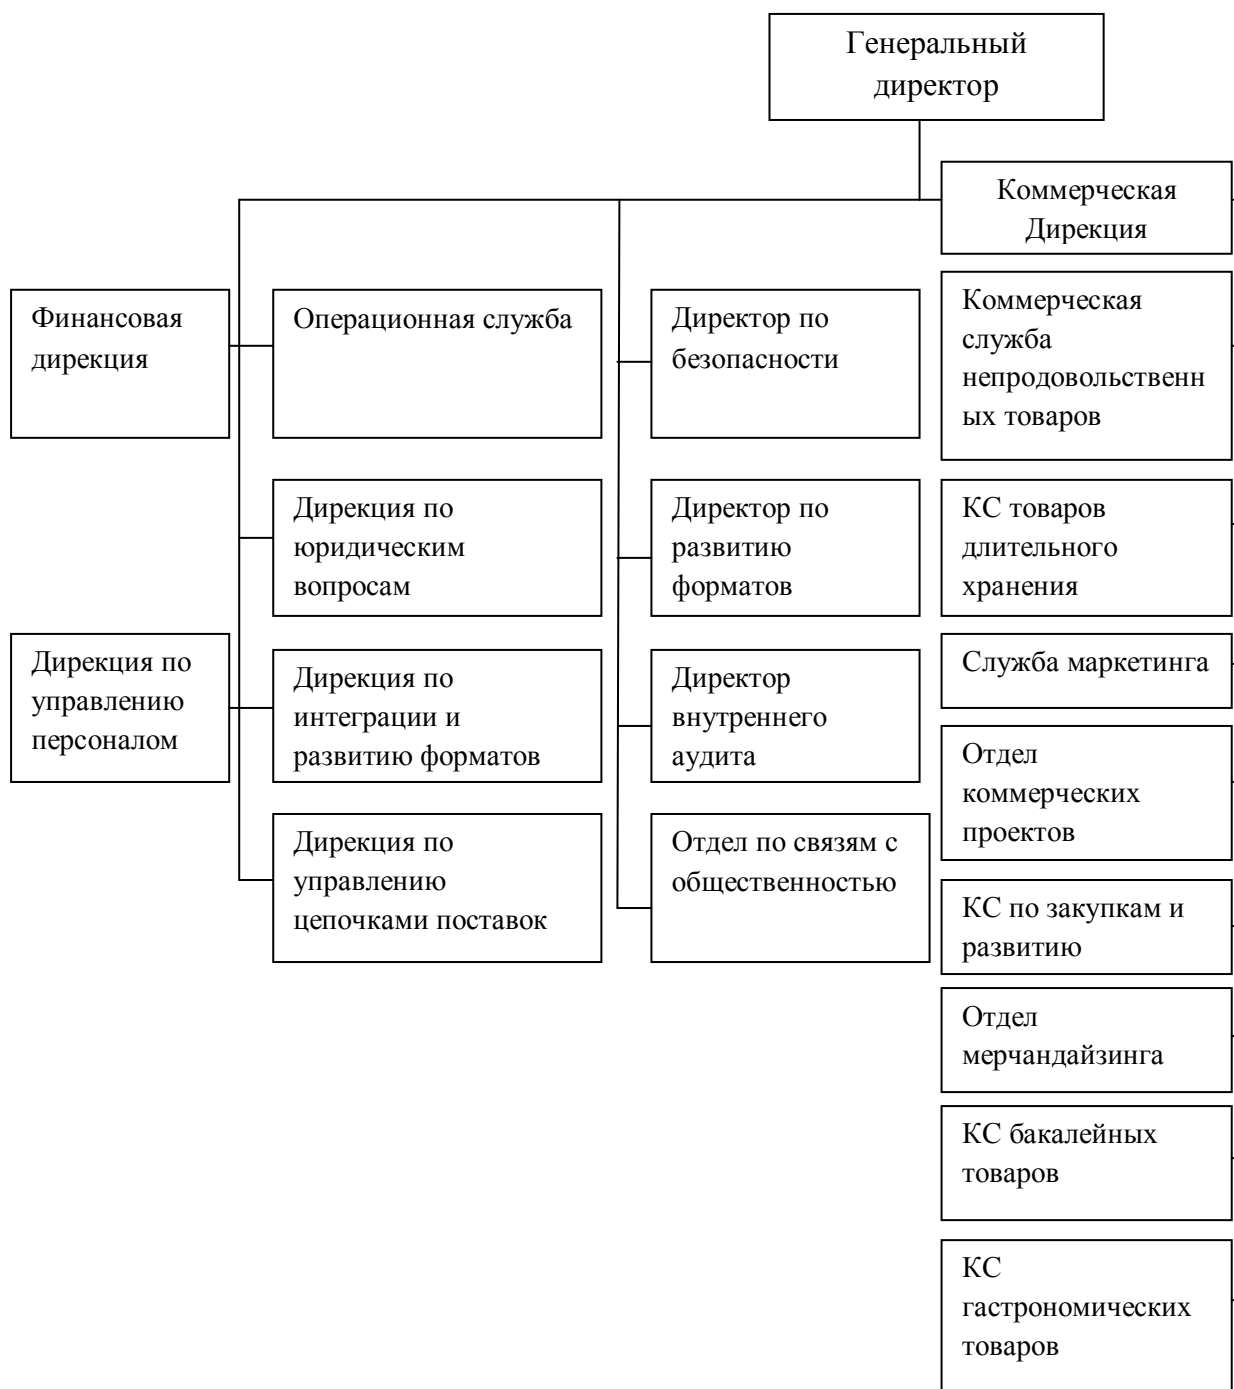 Генеральный
директор
Коммерческая
Дирекция
Финансовая
дирекция
Операционная служба
Директор по
безопасности
Коммерческая
служба
непродовольственн
ых товаров
Дирекция по
юридическим
вопросам
Директор по
развитию
форматов
КС товаров
длительного
хранения
Дирекция по
управлению
персоналом
Дирекция по
интеграции и
развитию форматов
Директор
внутреннего
аудита
Служба маркетинга
Отдел
коммерческих
проектов
Дирекция по
управлению
цепочками поставок
Отдел по связям с
общественностью
КС по закупкам и
развитию
Отдел
мерчандайзинга
КС бакалейных
товаров
КС
гастрономических
товаров